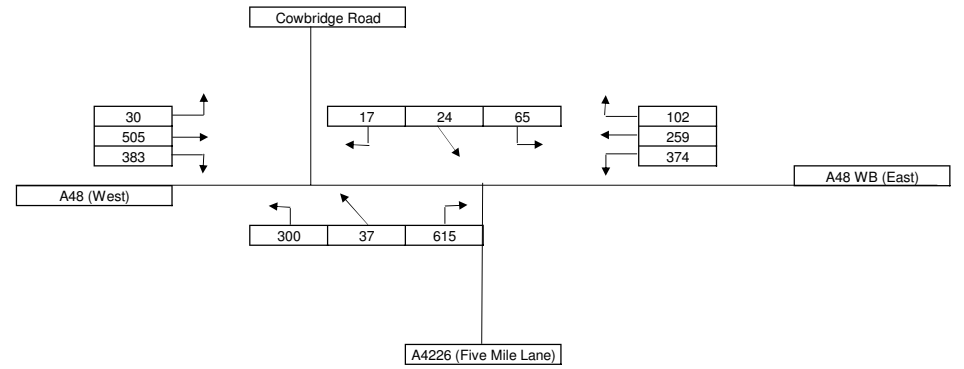 Cowbridge Road
30
17 24 65
102
505
259
383
374
A48 WB (East)
A48 (West)
300 37 615
A4226 (Five Mile Lane)